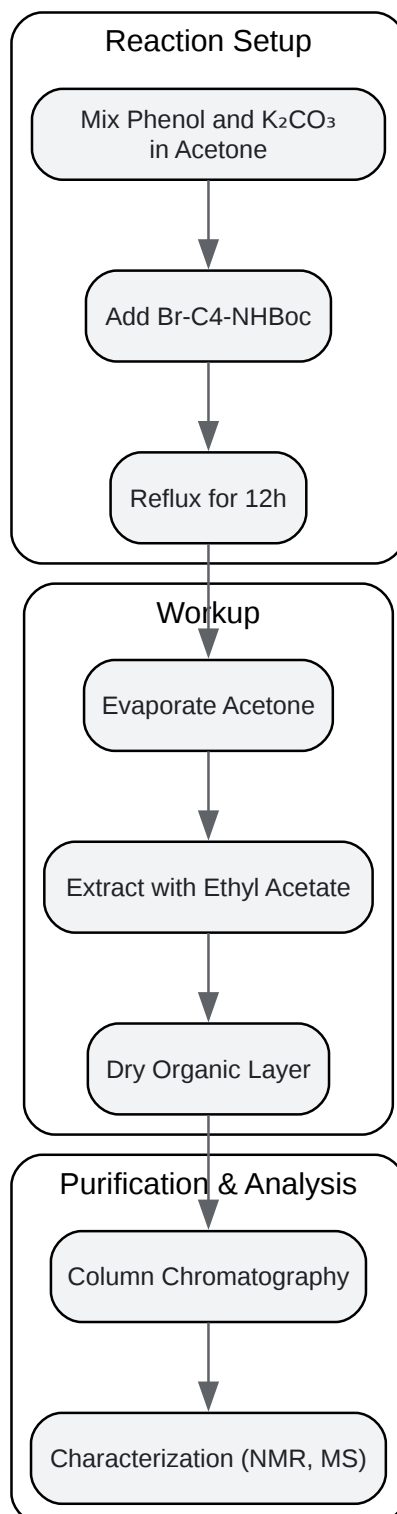 Reaction Setup
Mix Phenol and K₂CO₃
in Acetone
Add Br-C4-NHBoc
Reflux for 12h
Workup
Evaporate Acetone
Extract with Ethyl Acetate
Dry Organic Layer
Purification & Analysis
Column Chromatography
Characterization (NMR, MS)